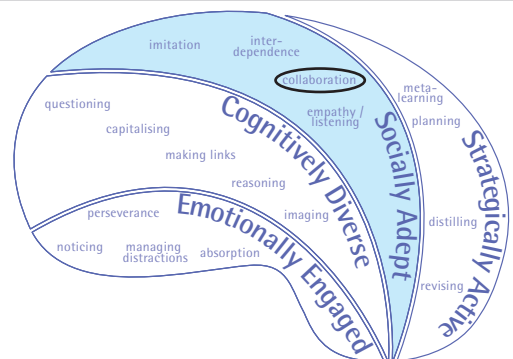 imitation
inter-
dependence
collaboration
empathy /
listening
Socially Adept
meta-
learning
planning
distilling
revising
Strategically Active
questioning
capitalising
making links
reasoning
imaging
Cognitively Diverse
perseverance
noticing
managing
distractions
absorption
Emotionally Engaged